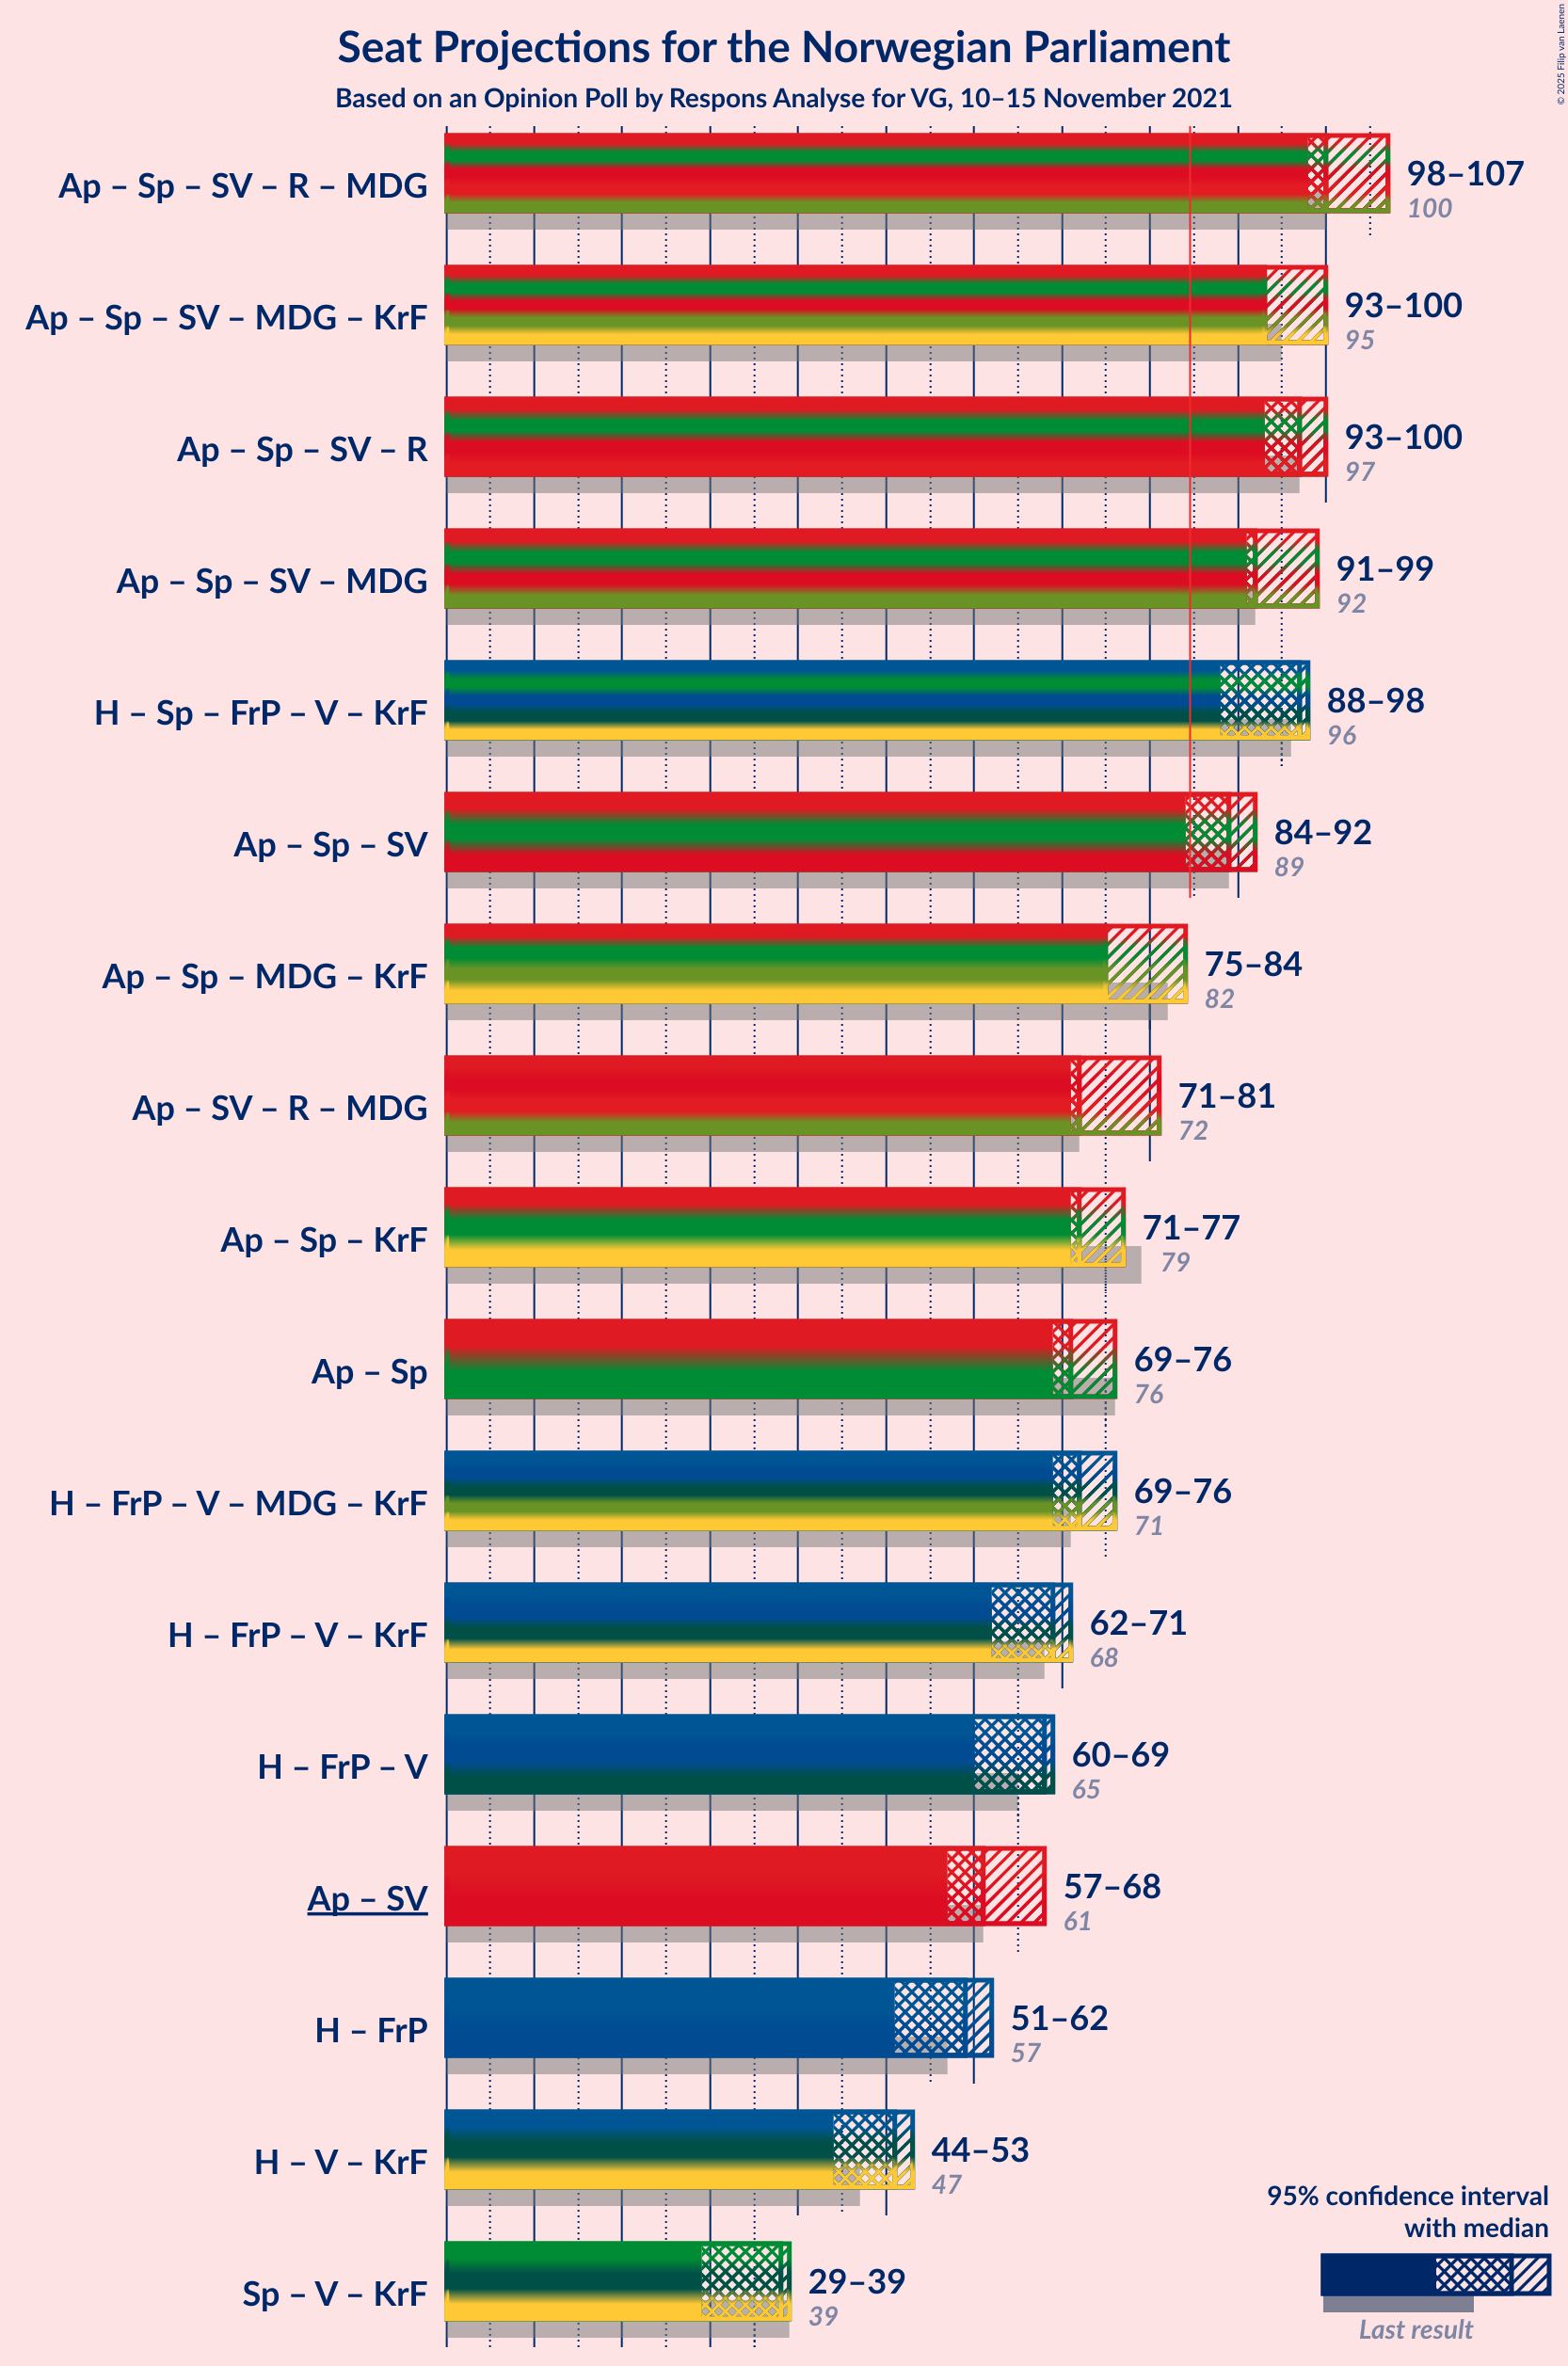 Seat Projections for the Norwegian Parliament
Based on an Opinion Poll by Respons Analyse for VG, 10–15 November 2021
© 2025 Filip van Laenen
Ap – Sp – SV – R – MDG
98–107
100
Ap – Sp – SV – MDG – KrF
93–100
95
Ap – Sp – SV – R
93–100
97
Ap – Sp – SV – MDG
91–99
92
H – Sp – FrP – V – KrF
88–98
96
Ap – Sp – SV
84–92
89
Ap – Sp – MDG – KrF
75–84
82
Ap – SV – R – MDG
71–81
72
Ap – Sp – KrF
71–77
79
Ap – Sp
69–76
76
H – FrP – V – MDG – KrF
69–76
71
H – FrP – V – KrF
62–71
68
H – FrP – V
60–69
65
Ap – SV
57–68
61
H – FrP
51–62
57
H – V – KrF
44–53
47
Sp – V – KrF
29–39
39
95% confidence interval
with median
Last result